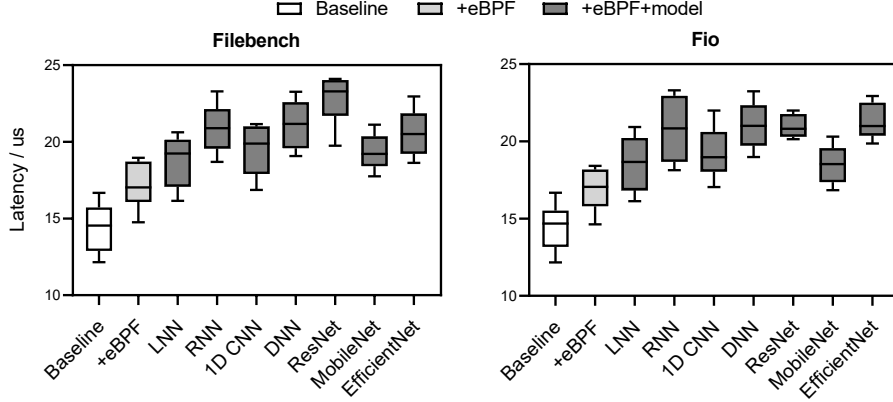 Baseline +eBPF +eBPF+model
Filebench
Latency / us
25
20
15
10
Baseline
+eBPF
LNN
RNN
1D CNN
DNN
ResNet
MobileNet
EfficientNet
Fio
25
20
15
10
Baseline
+eBPF
LNN
RNN
1D CNN
DNN
ResNet
MobileNet
EfficientNet